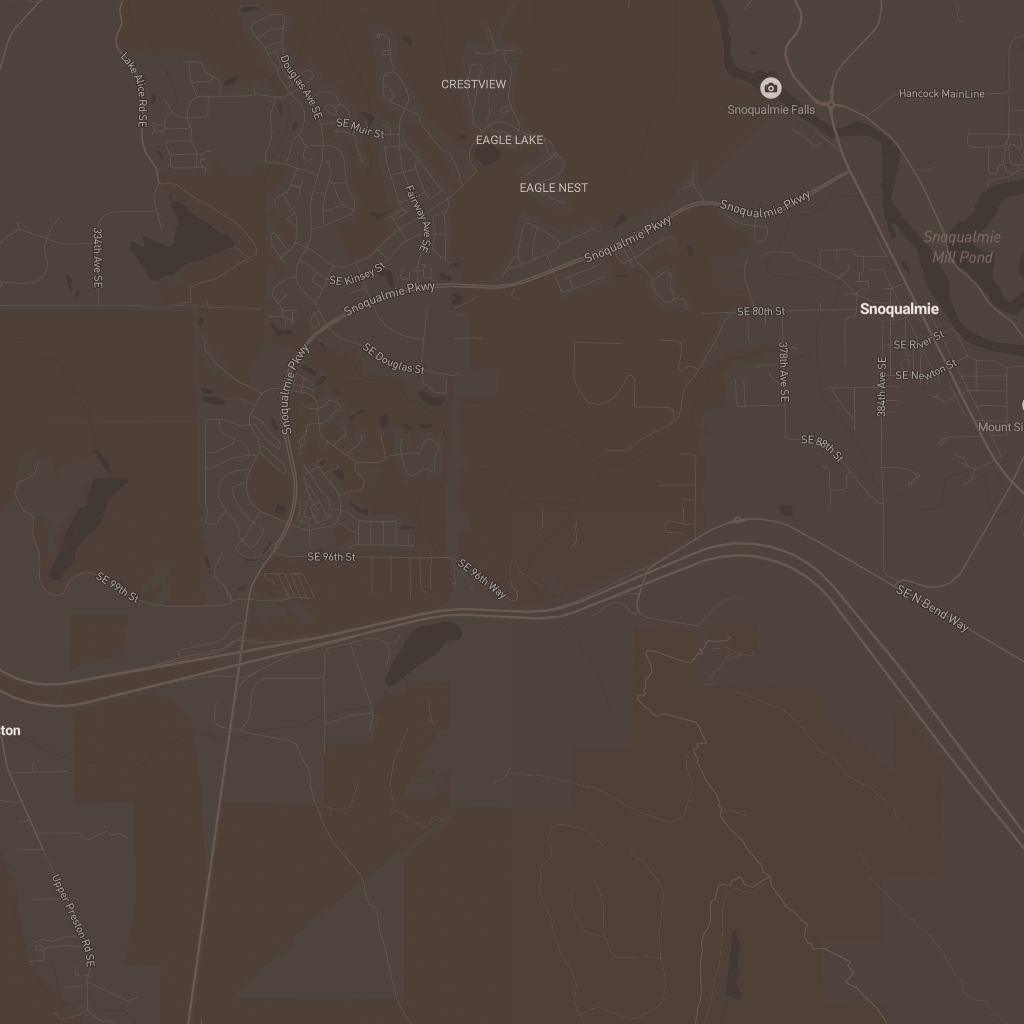 Lake Alice Rd SE
Douglas Ave SE
CRESTVIEW
Snoqualmie Falls
Hancock MainLine
SE Muir St
EAGLE LAKE
EAGLE NEST
Fairway Ave SE
Snoqualmie Pkwy
Snoqualmie Pkwy
334th Ave SE
Snoqualmie
Mill Pond
SE Kinsey St
Snoqualmie Pkwy
Snoqualmie
SE 80th St
SE River St
SE Douglas St
378th Ave SE
384th Ave SE
SE Newton St
Snoqualmie Pkwy
Mount Si
SE 88th St
SE 96th St
SE 96th Way
SE 99th St
SE N Bend Way
ton
Upper Preston Rd SE